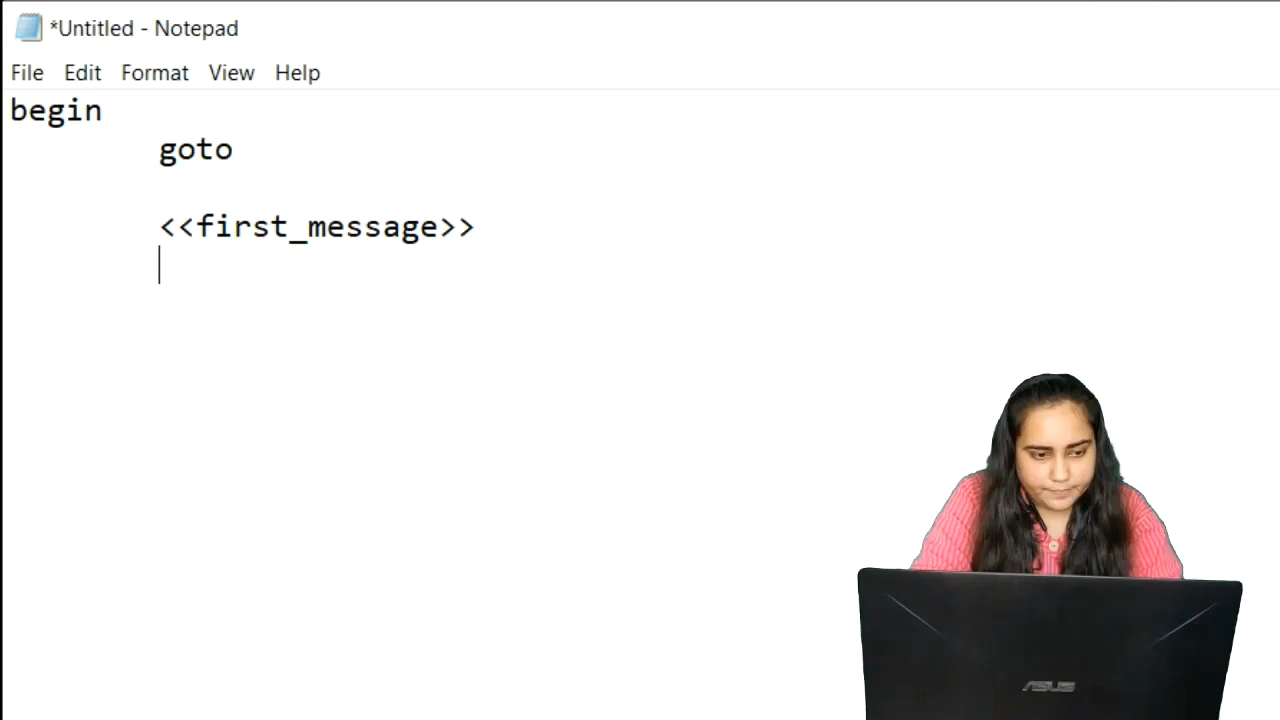 *Untitled - Notepad
File Edit Format View Help
begin
goto
<<first_message>>
ASUS